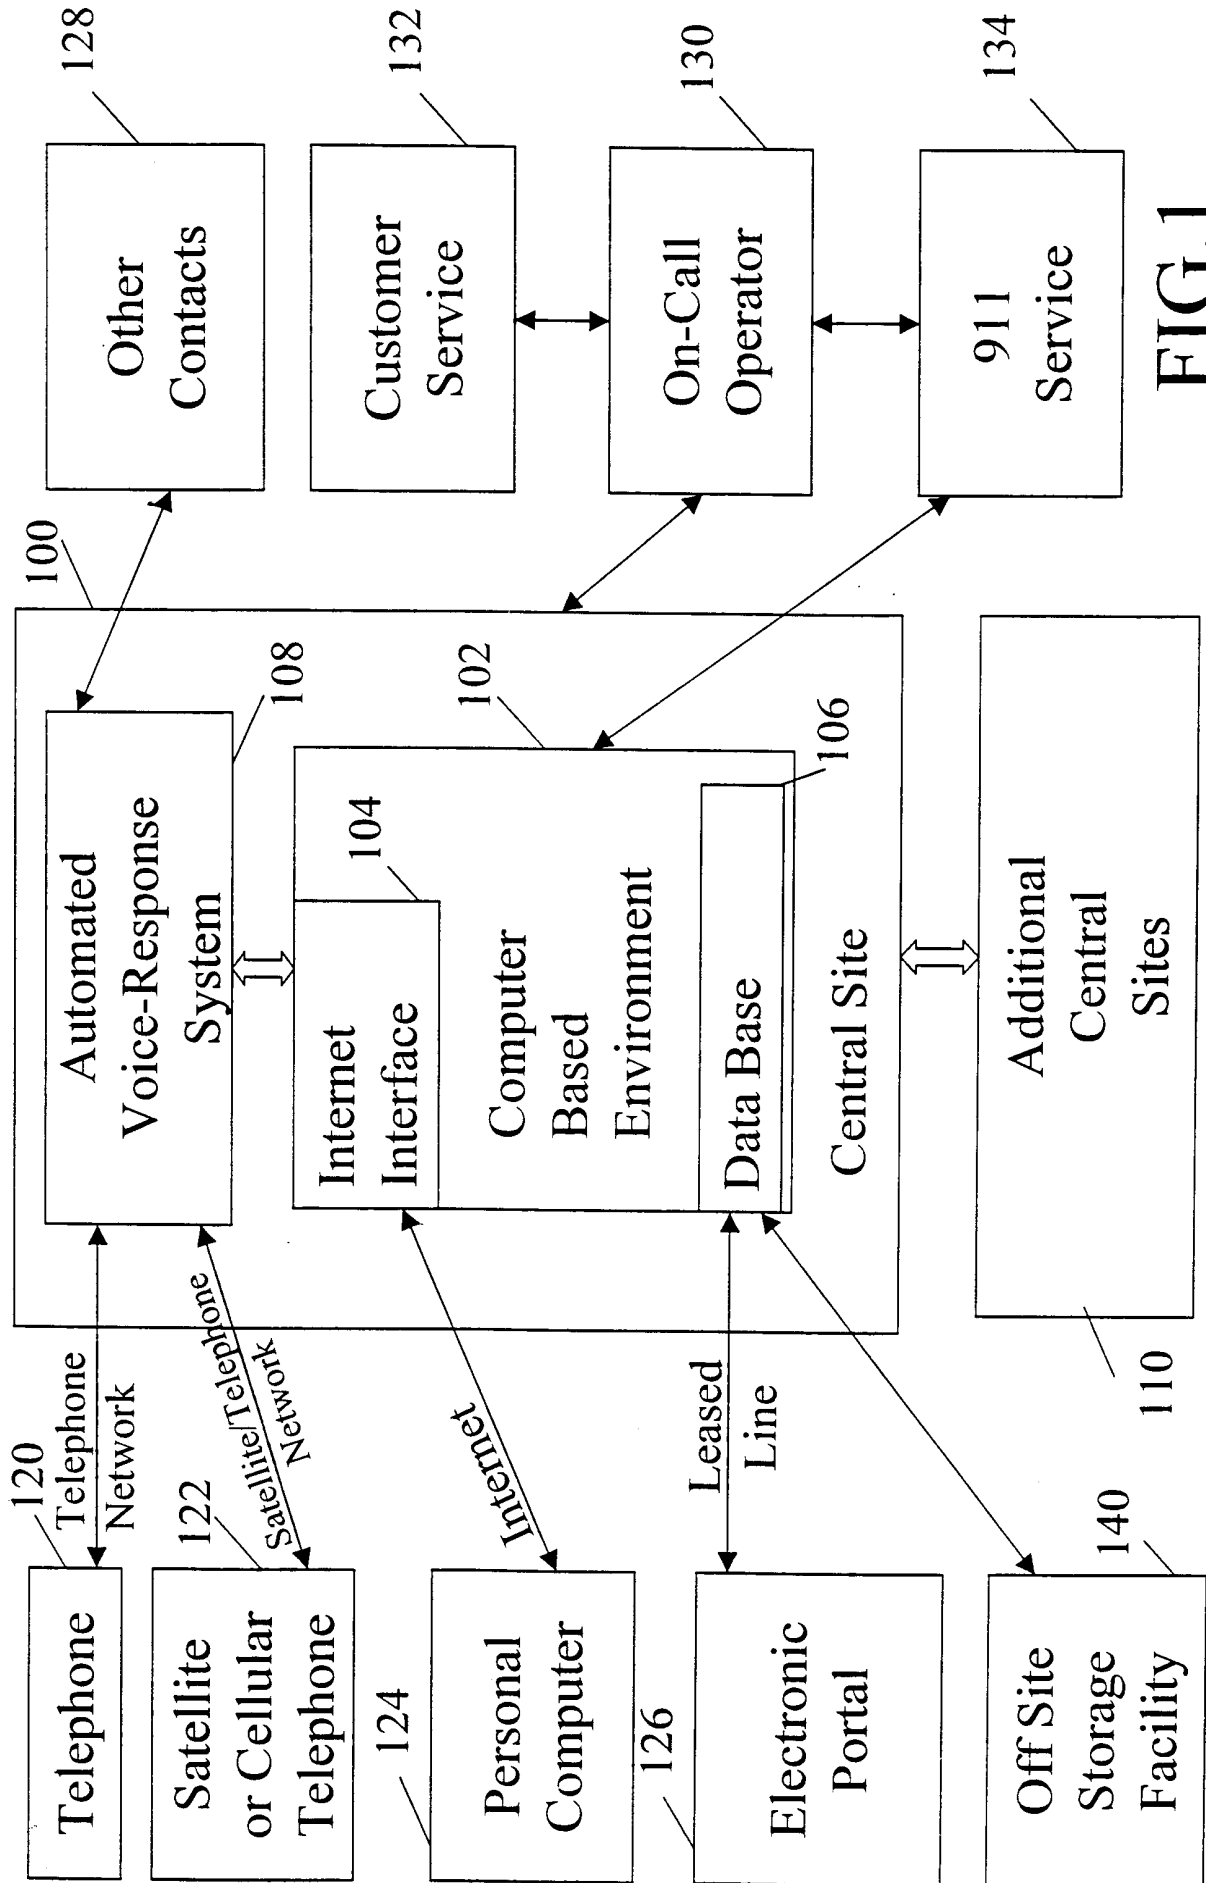 120
Telephone
Telephone
Network
122
Satellite
or Cellular
Telephone
Satellite/Telephone
Network
124
Personal
Computer
Internet
126
Electronic
Portal
Leased
Line
140
Off Site
Storage
Facility
100
Automated
Voice-Response
System
108
Internet
Interface
104
102
Computer
Based
Environment
Data Base
106
Central Site
Additional
Central
Sites
110
128
Other
Contacts
132
Customer
Service
130
On-Call
Operator
134
911
Service
FIG. 1